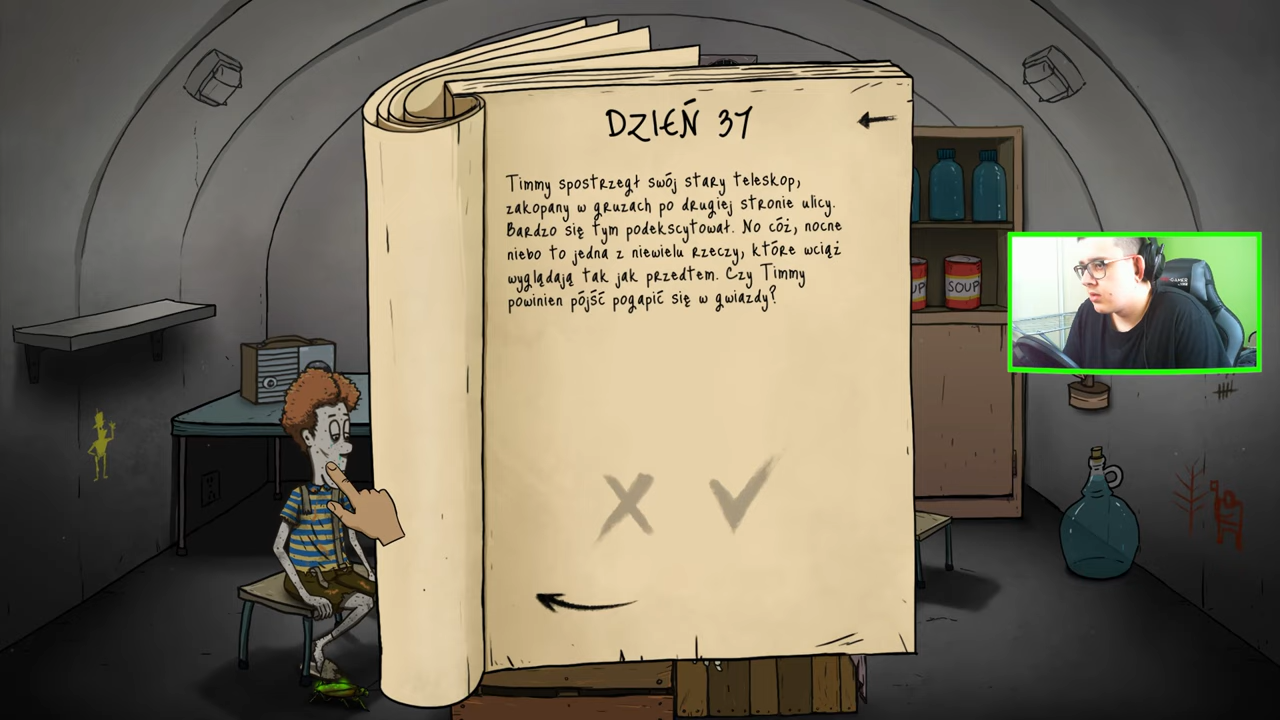 DZIEŃ 37
Timmy spostrzegł swój stary teleskop,
zakopany w gruzach po drugiej stronie ulicy.
Bardzo się tym podekscytował. No cóż, nocne
niebo to jedna z niewielu rzeczy, które wciąż
wyglądają tak jak przedtem. Czy Timmy
powinien pójść pogapić się w gwiazdy?
UP
SOUP